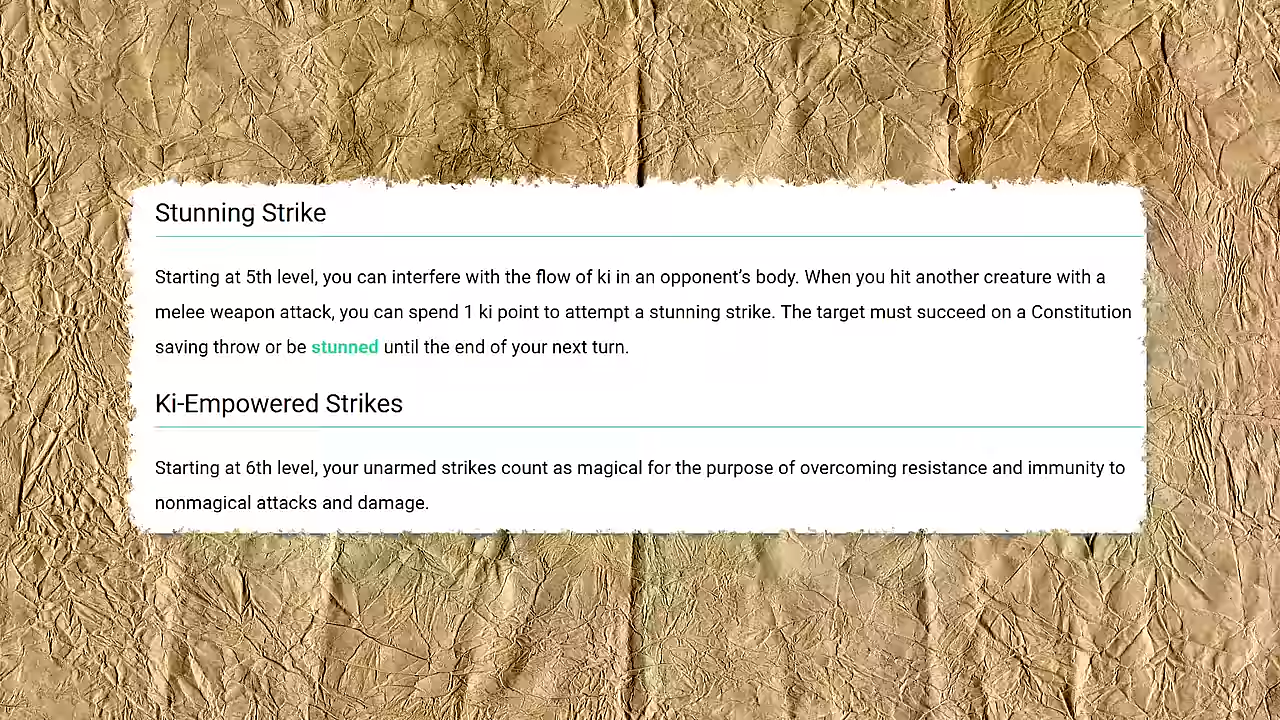 Stunning Strike
Starting at 5th level, you can interfere with the flow of ki in an opponent’s body. When you hit another creature with a
melee weapon attack, you can spend 1 ki point to attempt a stunning strike. The target must succeed on a Constitution
saving throw or be stunned until the end of your next turn.
Ki-Empowered Strikes
Starting at 6th level, your unarmed strikes count as magical for the purpose of overcoming resistance and immunity to
nonmagical attacks and damage.